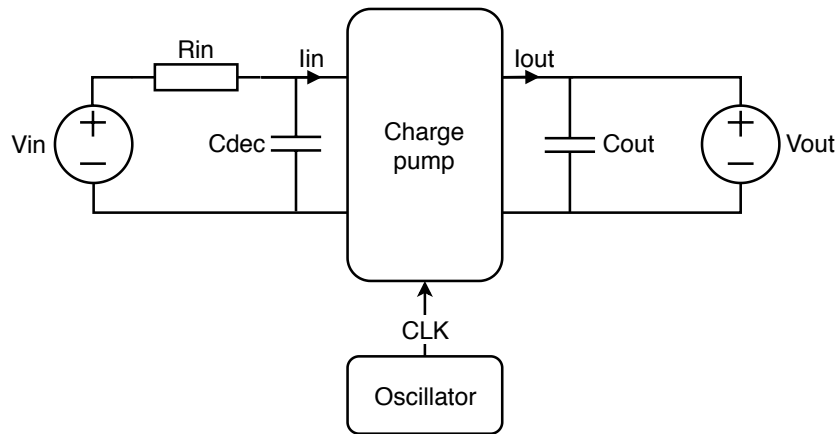 Rin
Iin
Iout
Vin
Cdec
Charge
pump
Cout
Vout
CLK
Oscillator